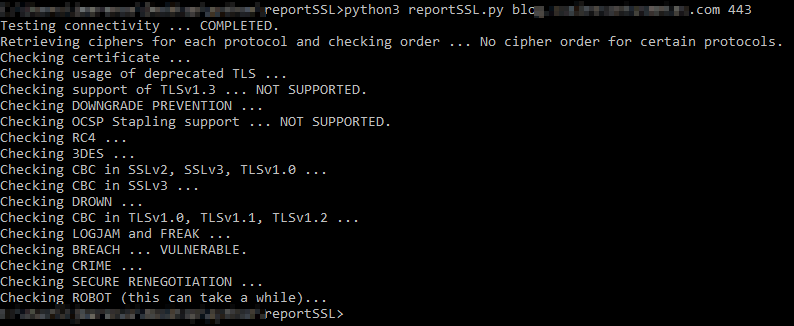 reportSSL>python3 reportSSL.py blo .com 443
Testing connectivity ... COMPLETED.
Retrieving ciphers for each protocol and checking order ... No cipher order for certain protocols.
Checking certificate ...
Checking usage of deprecated TLS ...
Checking support of TLSv1.3 ... NOT SUPPORTED.
Checking DOWNGRADE PREVENTION ...
Checking OCSP Stapling support ... NOT SUPPORTED.
Checking RC4 ...
Checking 3DES ...
Checking CBC in SSLv2, SSLv3, TLSv1.0 ...
Checking CBC in SSLv3 ...
Checking DROWN ...
Checking CBC in TLSv1.0, TLSv1.1, TLSv1.2 ...
Checking LOGJAM and FREAK ...
Checking BREACH ... VULNERABLE.
Checking CRIME ...
Checking SECURE RENEGOTIATION ...
Checking ROBOT (this can take a while)...
reportSSL>